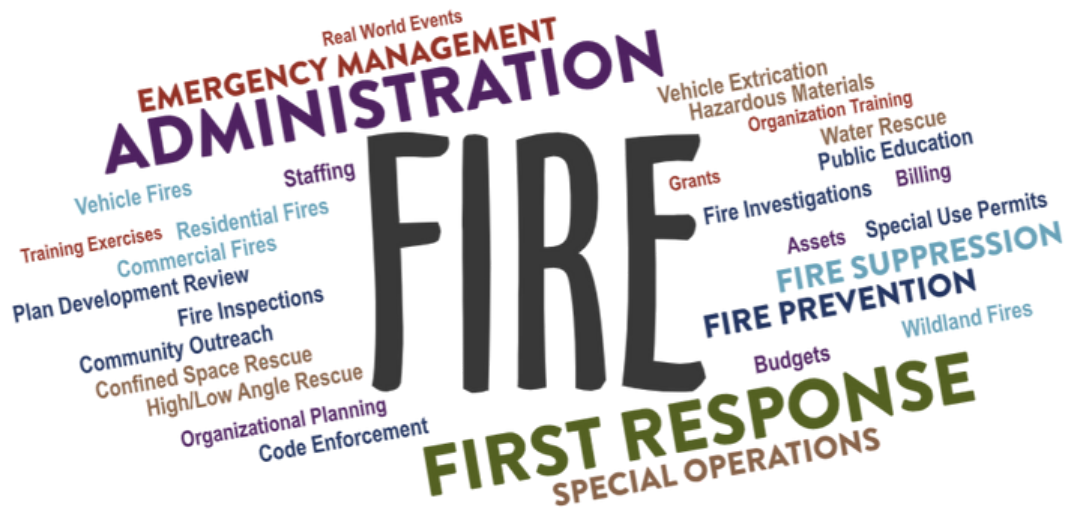 Real World Events
EMERGENCY MANAGEMENT
ADMINISTRATION
Vehicle Extrication
Hazardous Materials
Organization Training
Water Rescue
Public Education
Staffing
Vehicle Fires
FIRE
Grants
Billing
Fire Investigations
Residential Fires
Training Exercises
Commercial Fires
Special Use Permits
Assets
FIRE SUPPRESSION
Plan Development Review
Fire Inspections
FIRE PREVENTION
Wildland Fires
Community Outreach
Confined Space Rescue
High/Low Angle Rescue
Budgets
Organizational Planning
Code Enforcement
FIRST RESPONSE
SPECIAL OPERATIONS